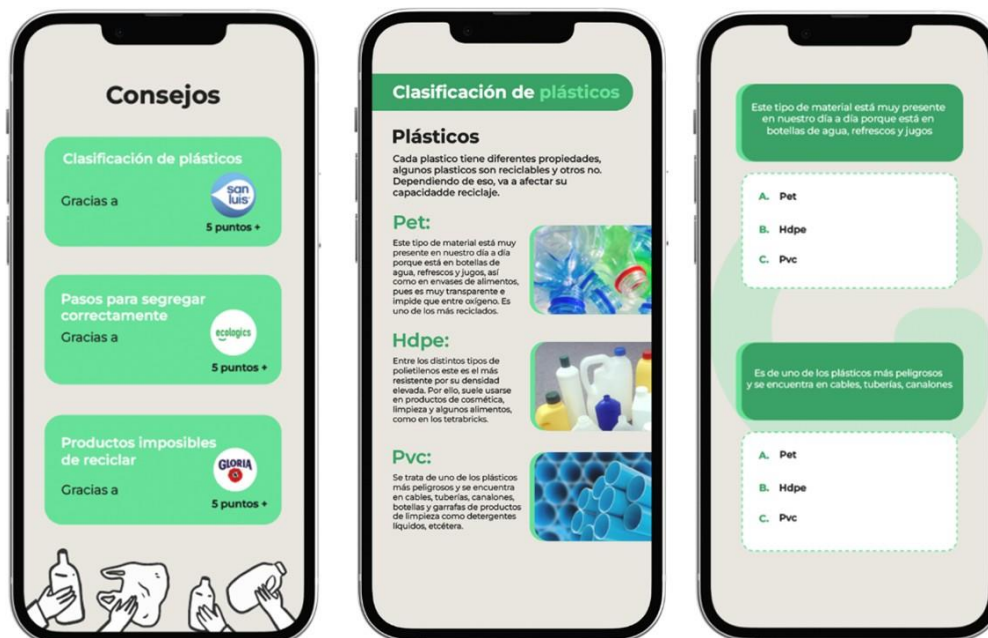 Consejos
Clasificación de plásticos
Gracias a
san
luis
5 puntos +
Pasos para segregar
correctamente
Gracias a
ecologics
5 puntos +
Productos imposibles
de reciclar
Gracias a
GLORIA
5 puntos +
Clasificación de plásticos
Plásticos
Cada plastico tiene diferentes propiedades,
algunos plasticos son reciclables y otros no.
Dependiendo de eso, va a afectar su
capacidadde reciclaje.
Pet:
Este tipo de material está muy
presente en nuestro día a día
porque está en botellas de
agua, refrescos y jugos, así
como en envases de alimentos,
pues es muy transparente e
impide que entre oxígeno. Es
uno de los más reciclados.
Hdpe:
Entre los distintos tipos de
polietilenos este es el más
resistente por su densidad
elevada. Por ello, suele usarse
en productos de cosmética,
limpieza y algunos alimentos,
como en los tetrabricks.
Pvc:
Se trata de uno de los plásticos
más peligrosos y se encuentra
en cables, tuberías, canalones,
botellas y garrafas de productos
de limpieza como detergentes
líquidos, etcétera.
Este tipo de material está muy presente
en nuestro día a día porque está en
botellas de agua, refrescos y jugos
A. Pet
B. Hdpe
C. Pvc
Es de uno de los plásticos más peligrosos
y se encuentra en cables, tuberías, canalones
A. Pet
B. Hdpe
C. Pvc